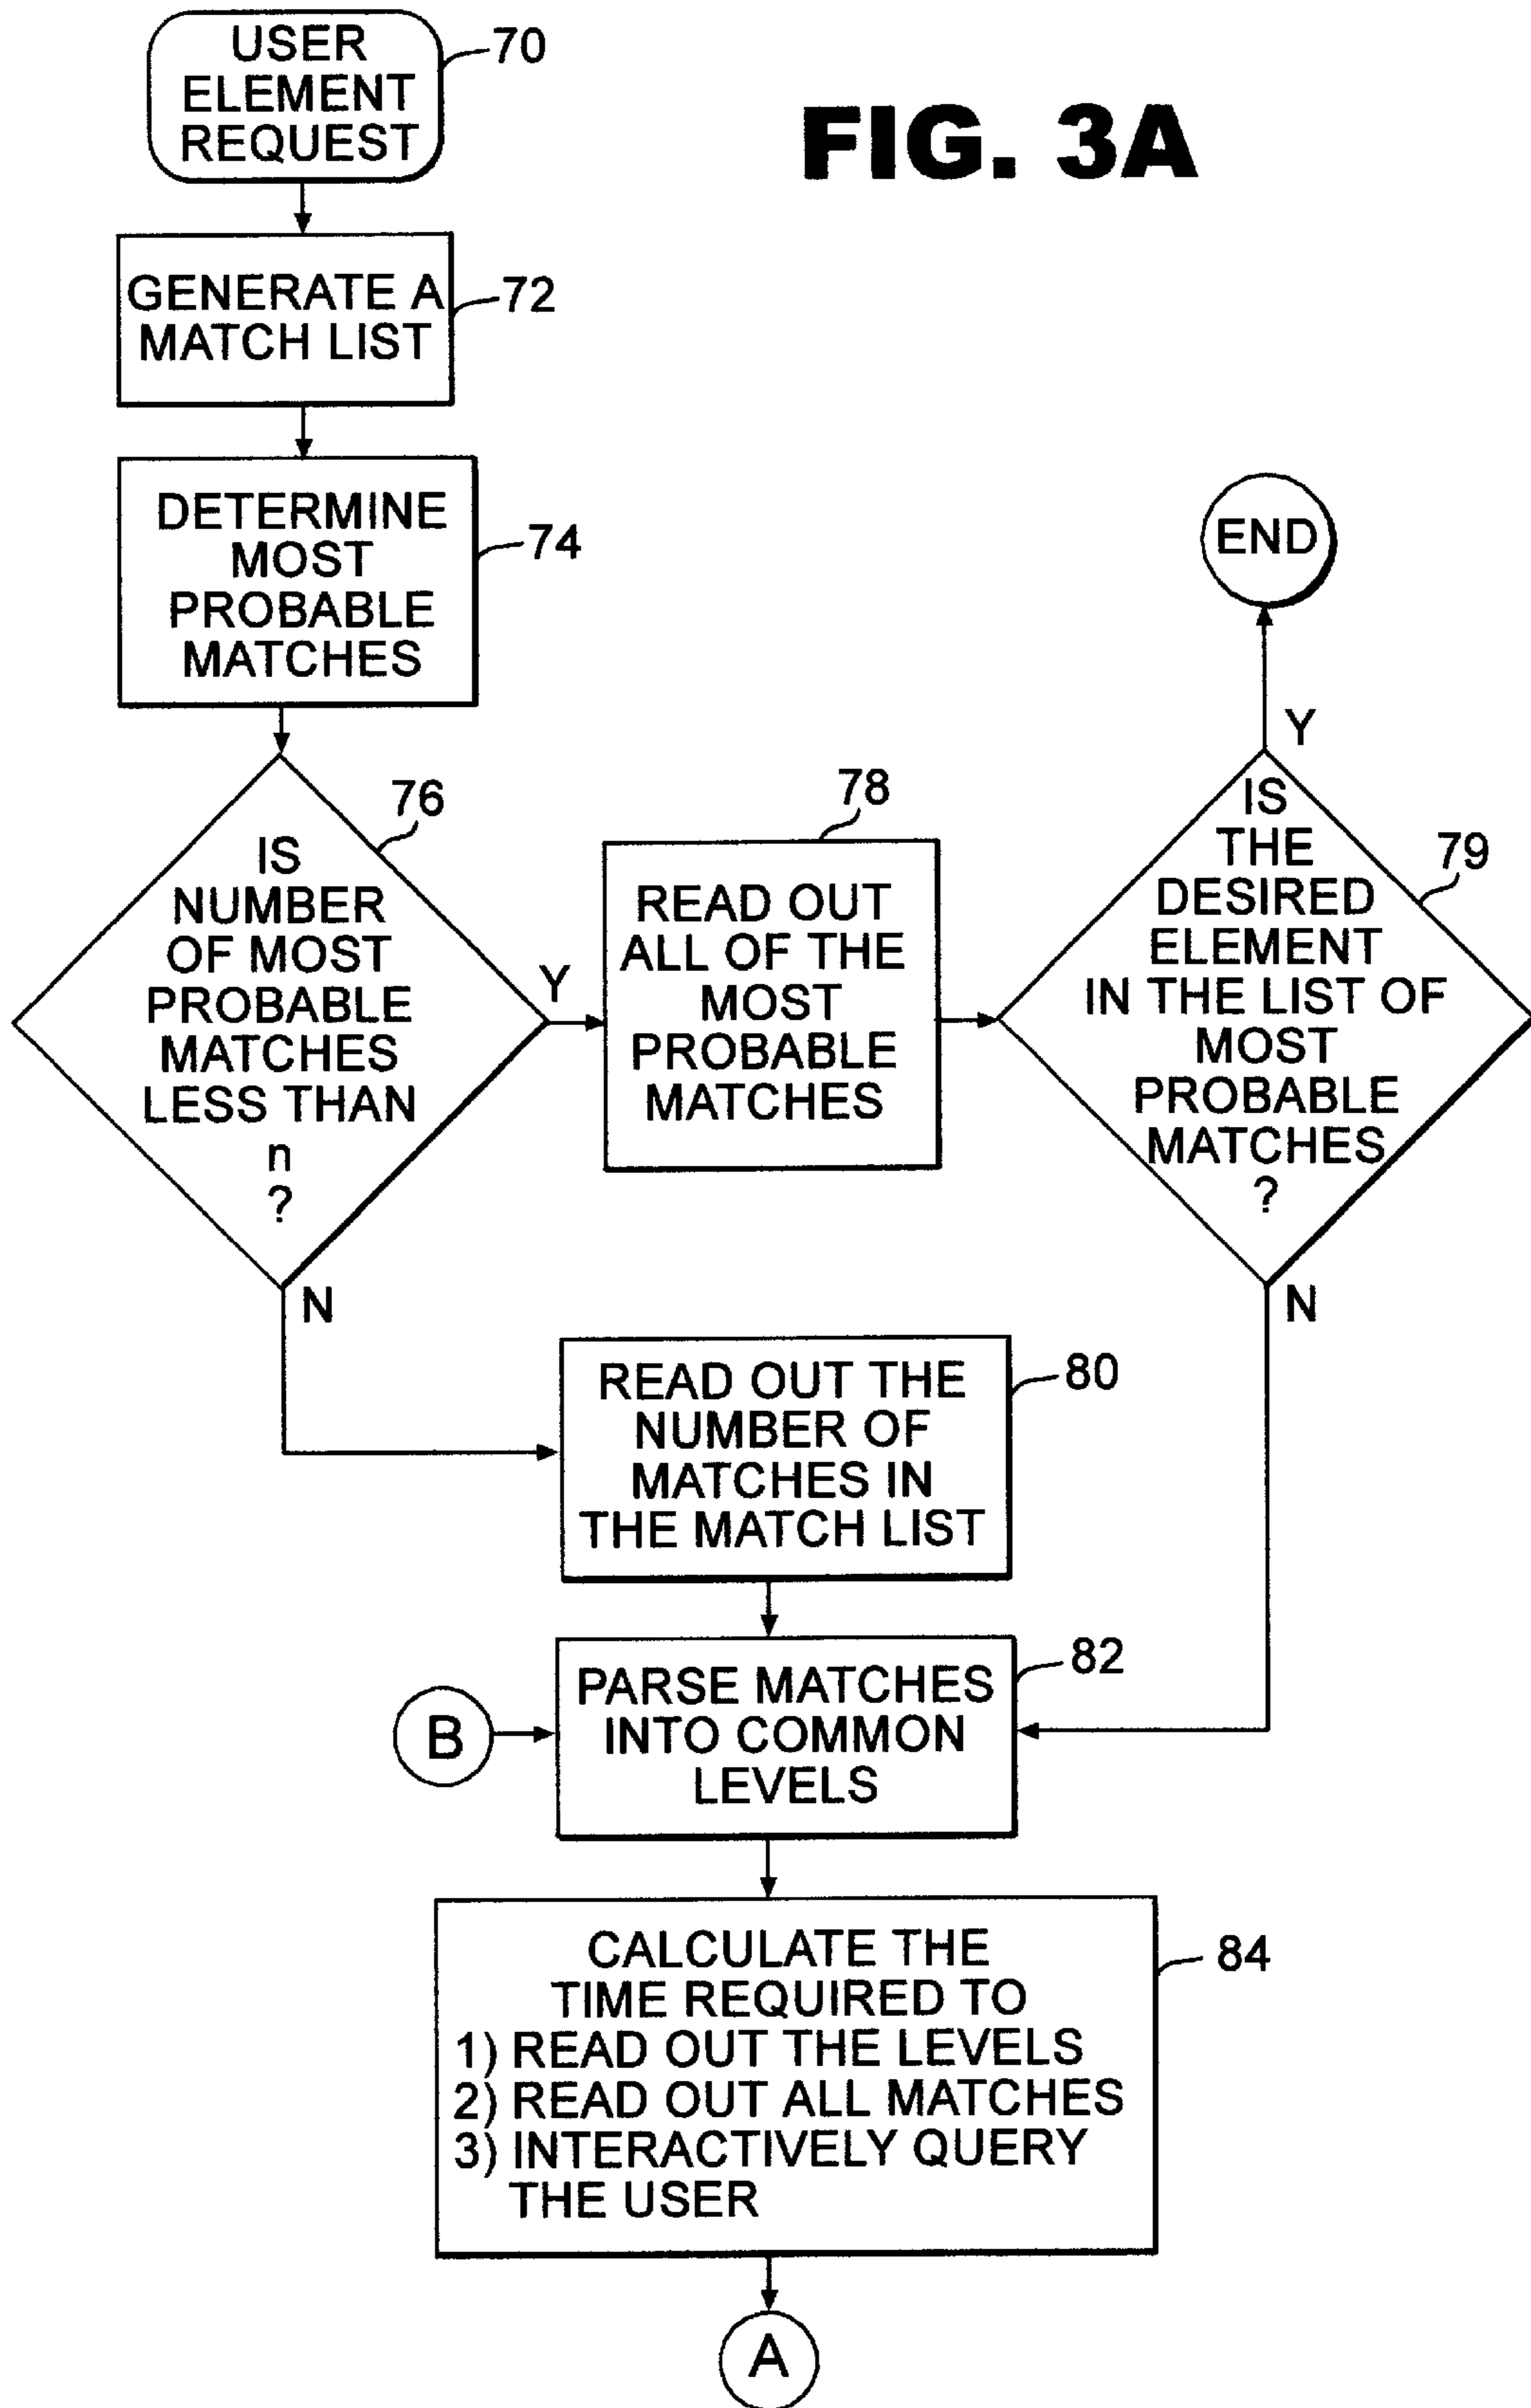 FIG. 3A
USER
ELEMENT
REQUEST
70
GENERATE A
MATCH LIST
72
DETERMINE
MOST
PROBABLE
MATCHES
74
IS
NUMBER
OF MOST
PROBABLE
MATCHES
LESS THAN
n
?
76
Y
N
READ OUT
ALL OF THE
MOST
PROBABLE
MATCHES
78
IS
THE
DESIRED
ELEMENT
IN THE LIST OF
MOST
PROBABLE
MATCHES
?
79
Y
END
N
READ OUT THE
NUMBER OF
MATCHES IN
THE MATCH LIST
80
B
PARSE MATCHES
INTO COMMON
LEVELS
82
CALCULATE THE
TIME REQUIRED TO
1) READ OUT THE LEVELS
2) READ OUT ALL MATCHES
3) INTERACTIVELY QUERY
THE USER
84
A